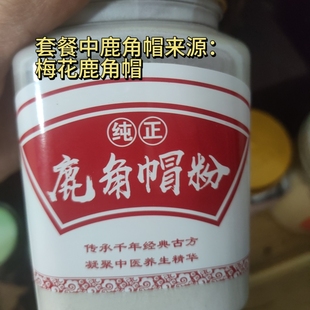 套餐中鹿角帽来源：
梅花鹿角帽
纯正
鹿角帽粉
传承千年经典古方
凝聚中医养生精华